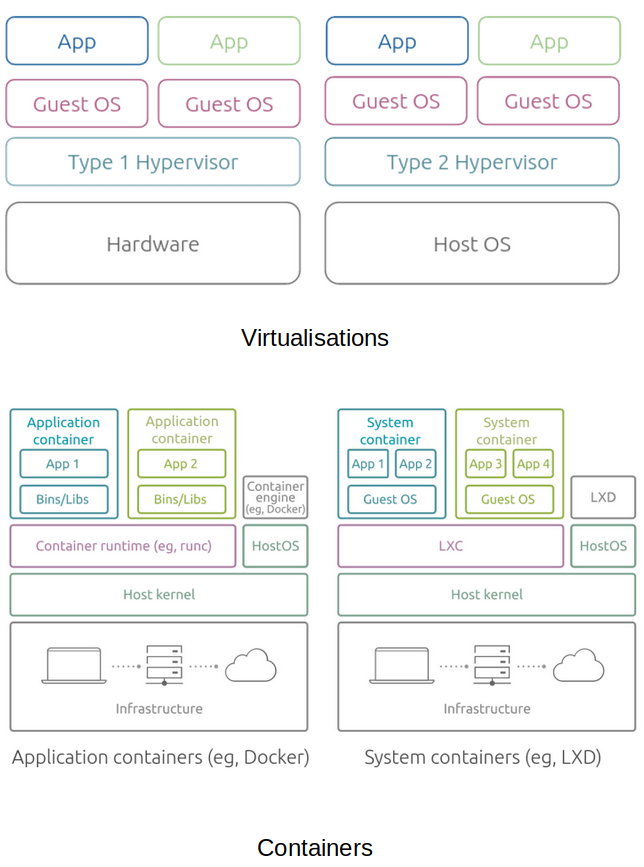 App
App
Guest OS
Guest OS
Type 1 Hypervisor
Hardware
App
App
Guest OS
Guest OS
Type 2 Hypervisor
Host OS
Virtualisations
Application
container
App 1
Bins/Libs
Application
container
App 2
Bins/Libs
Container
engine
(eg, Docker)
Container runtime (eg, runc)
HostOS
Host kernel
Infrastructure
Application containers (eg, Docker)
System
container
App 1
App 2
Guest OS
System
container
App 3
App 4
Guest OS
LXD
LXC
HostOS
Host kernel
Infrastructure
System containers (eg, LXD)
Containers